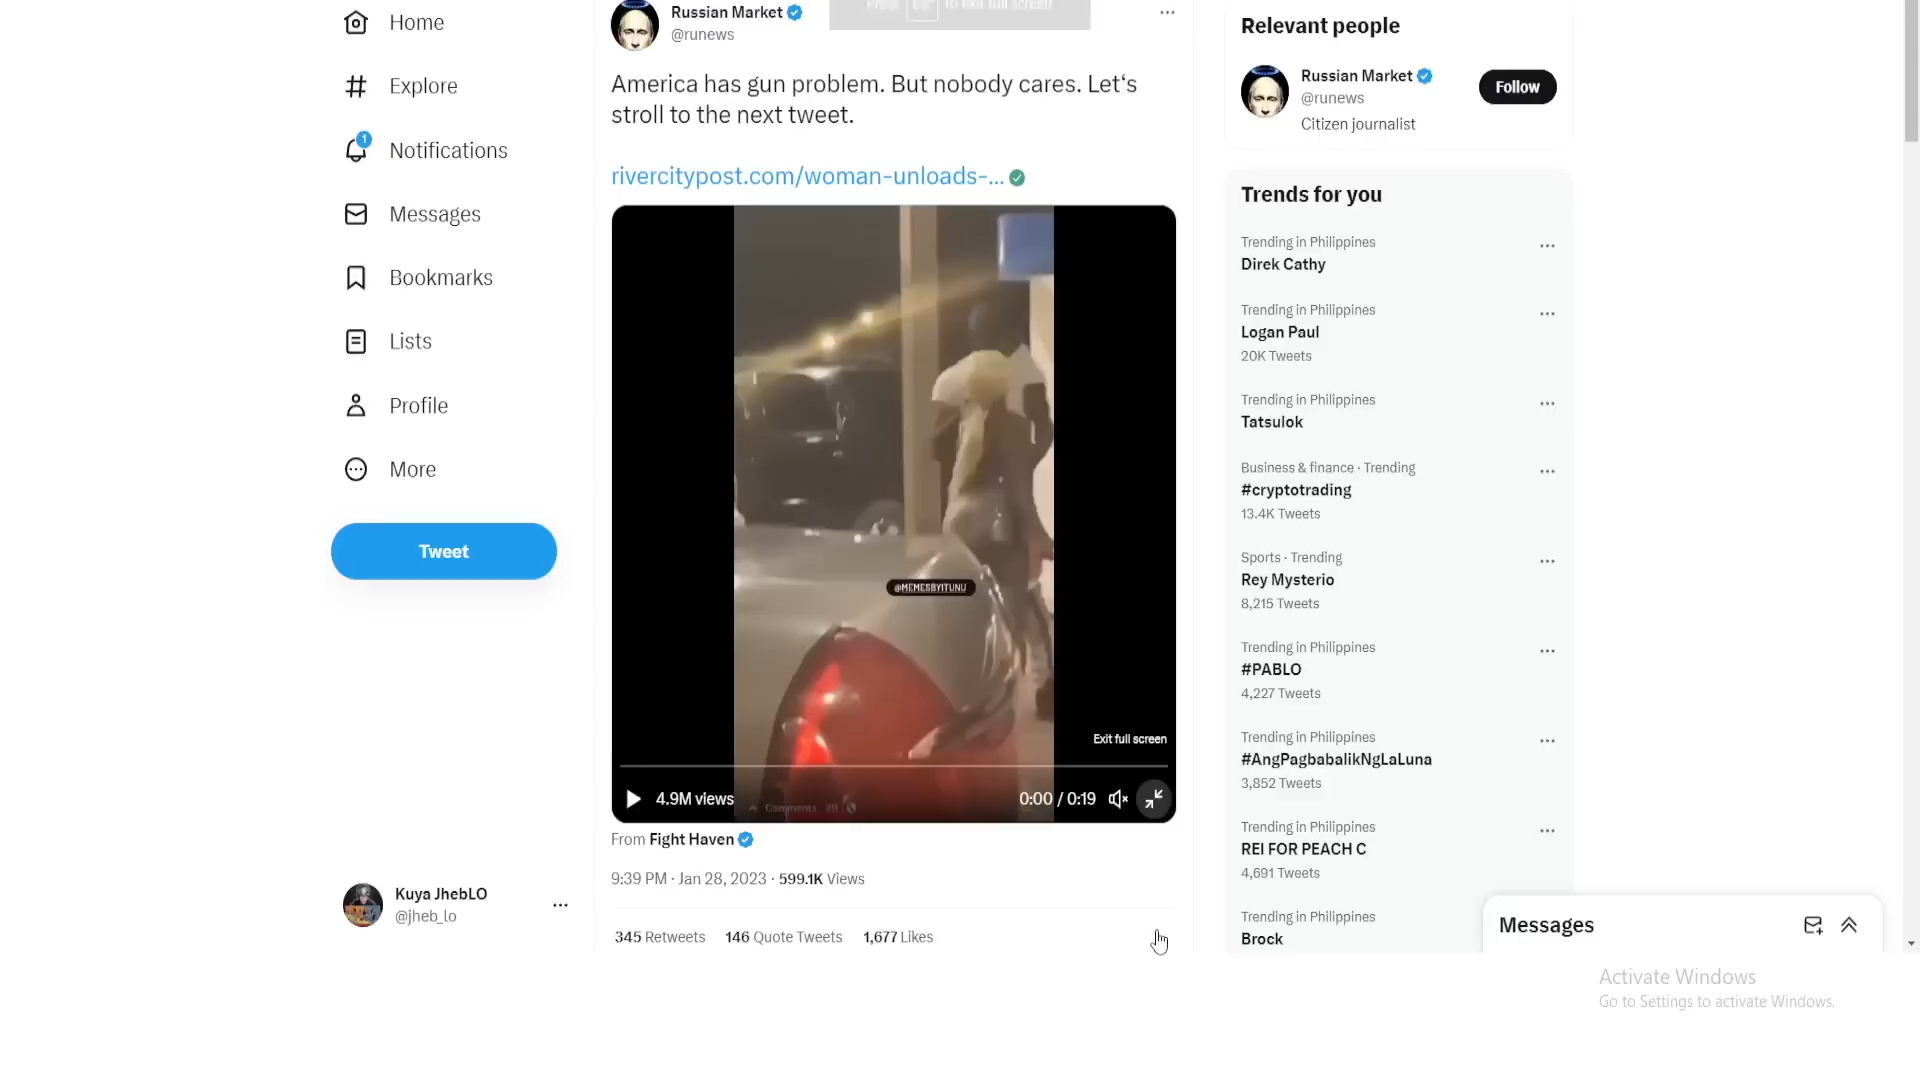 Home
Explore
1
Notifications
Messages
Bookmarks
Lists
Profile
More
Tweet
Kuya JhebLO
@jheb_lo
Russian Market
@runews
to exit full screen
America has gun problem. But nobody cares. Let‘s
stroll to the next tweet.
rivercitypost.com/woman-unloads-...
@MEMESBYITUNU
Exit full screen
4.9M views
Comments 20
0:00 / 0:19
From Fight Haven
9:39 PM · Jan 28, 2023 · 599.1K Views
345 Retweets 146 Quote Tweets 1,677 Likes
Relevant people
Russian Market
@runews
Follow
Citizen journalist
Trends for you
Trending in Philippines
Direk Cathy
Trending in Philippines
Logan Paul
20K Tweets
Trending in Philippines
Tatsulok
Business & finance · Trending
#cryptotrading
13.4K Tweets
Sports · Trending
Rey Mysterio
8,215 Tweets
Trending in Philippines
#PABLO
4,227 Tweets
Trending in Philippines
#AngPagbabalikNgLaLuna
3,852 Tweets
Trending in Philippines
REI FOR PEACH C
4,691 Tweets
Trending in Philippines
Brock
Messages
Activate Windows
Go to Settings to activate Windows.